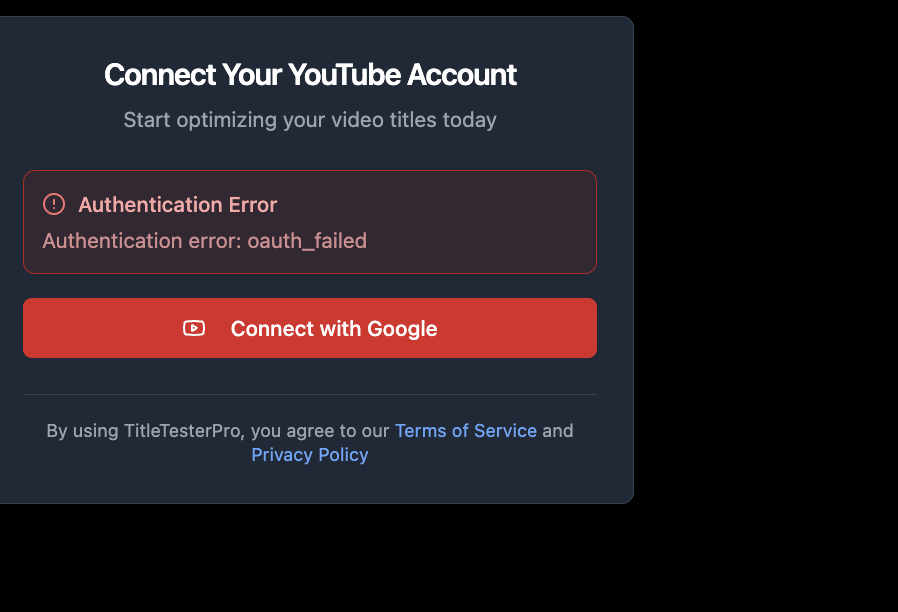 Connect Your YouTube Account
Start optimizing your video titles today
Authentication Error
Authentication error: oauth_failed
Connect with Google
By using TitleTesterPro, you agree to our Terms of Service and
Privacy Policy